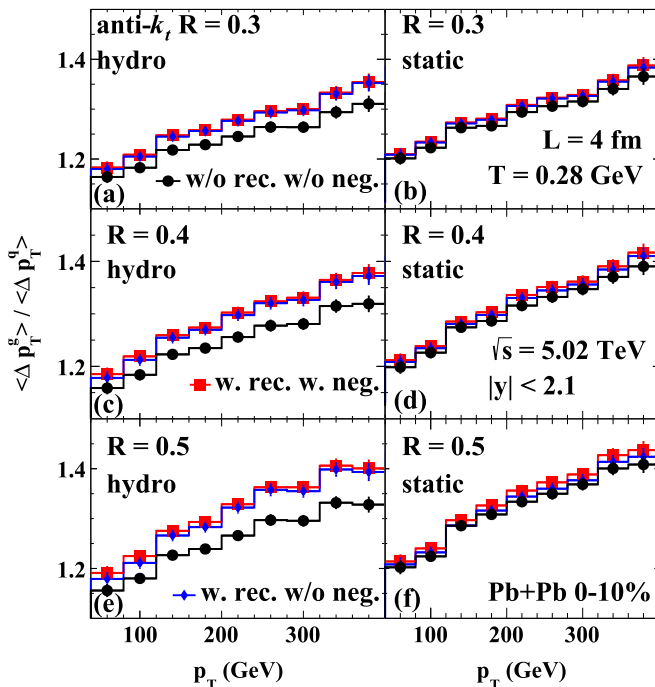 anti-k_t R = 0.3
hydro
1.4
1.2
(a)
w/o rec. w/o neg.
R = 0.3
static
L = 4 fm
T = 0.28 GeV
(b)
R = 0.4
hydro
1.4
1.2
(c)
w. rec. w. neg.
R = 0.4
static
√s = 5.02 TeV
|y| < 2.1
(d)
<Δ p_T^g> / <Δ p_T^q>
R = 0.5
hydro
1.4
1.2
(e)
w. rec. w/o neg.
R = 0.5
static
Pb+Pb 0-10%
(f)
100 200 300
100 200 300
p_T (GeV)
p_T (GeV)